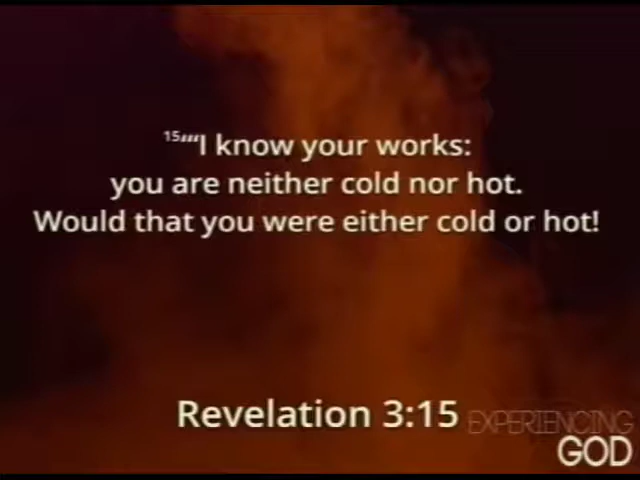 ¹⁵“‘I know your works:
you are neither cold nor hot.
Would that you were either cold or hot!
Revelation 3:15
EXPERIENCING
GOD